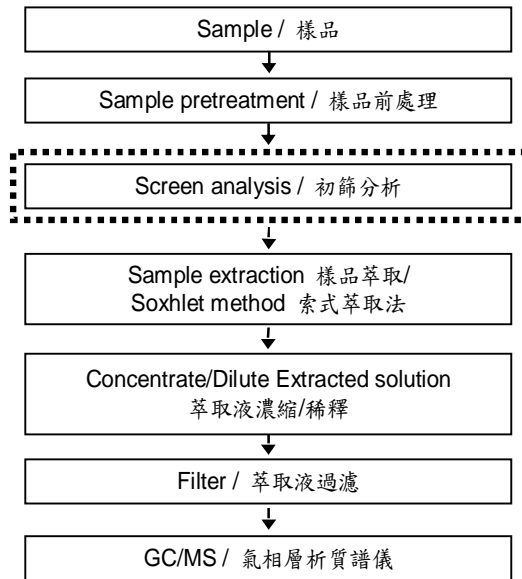 Sample / 樣品
Sample pretreatment / 樣品前處理
Screen analysis / 初篩分析
Sample extraction 樣品萃取/
Soxhlet method 索式萃取法
Concentrate/Dilute Extracted solution
萃取液濃縮/稀釋
Filter / 萃取液過濾
GC/MS / 氣相層析質譜儀